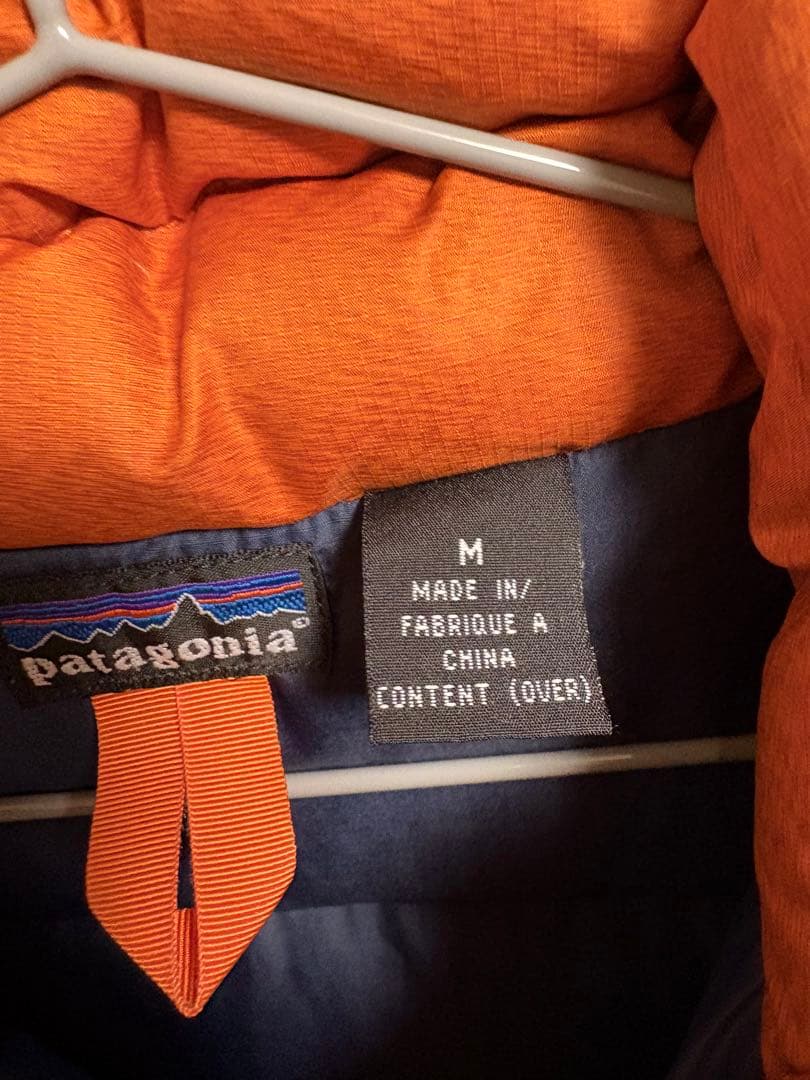 patagonia®
M
MADE IN/
FABRIQUE A
CHINA
CONTENT (OVER)